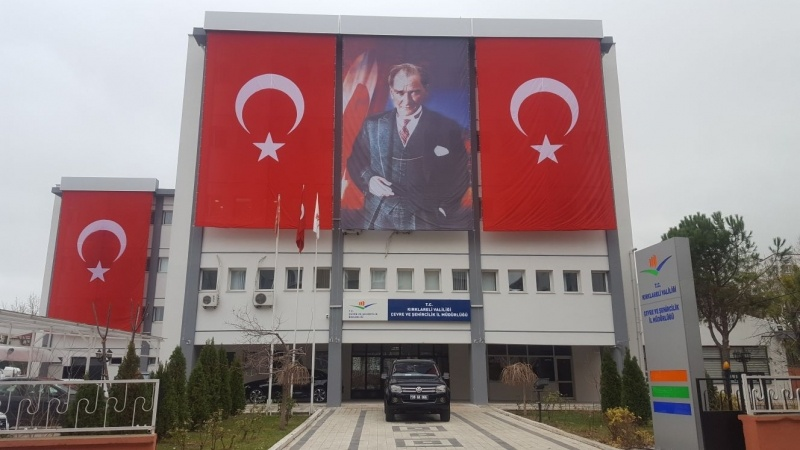 T.C.
KIRKLARELİ VALİLİĞİ
ÇEVRE VE ŞEHİRCİLİK İL MÜDÜRLÜĞÜ
T.C.
KIRKLARELİ VALİLİĞİ
ÇEVRE VE ŞEHİRCİLİK
İL MÜDÜRLÜĞÜ